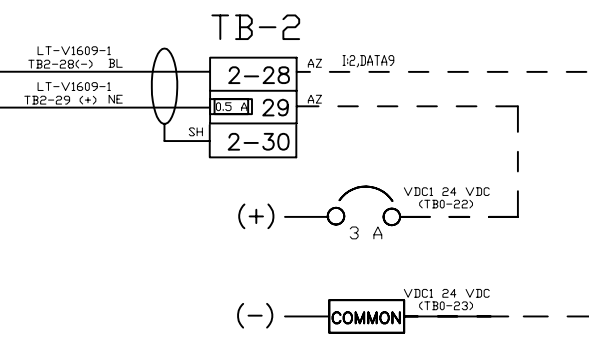 TB-2
LT-V1609-1
TB2-28(-) BL
2-28
AZ
I:2,DATA9
LT-V1609-1
TB2-29 (+) NE
0.5 A
29
AZ
SH
2-30
(+)
3 A
VDC1 24 VDC
(TB0-22)
(-)
COMMON
VDC1 24 VDC
(TB0-23)